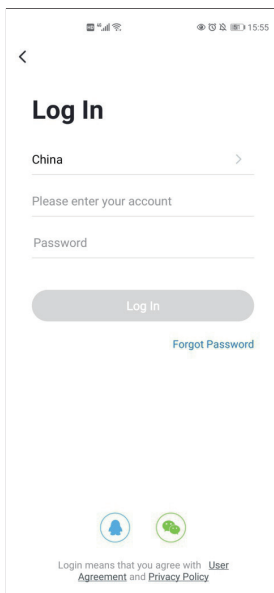 15:55
Log In
China
Please enter your account
Password
Log In
Forgot Password
Login means that you agree with User
Agreement and Privacy Policy